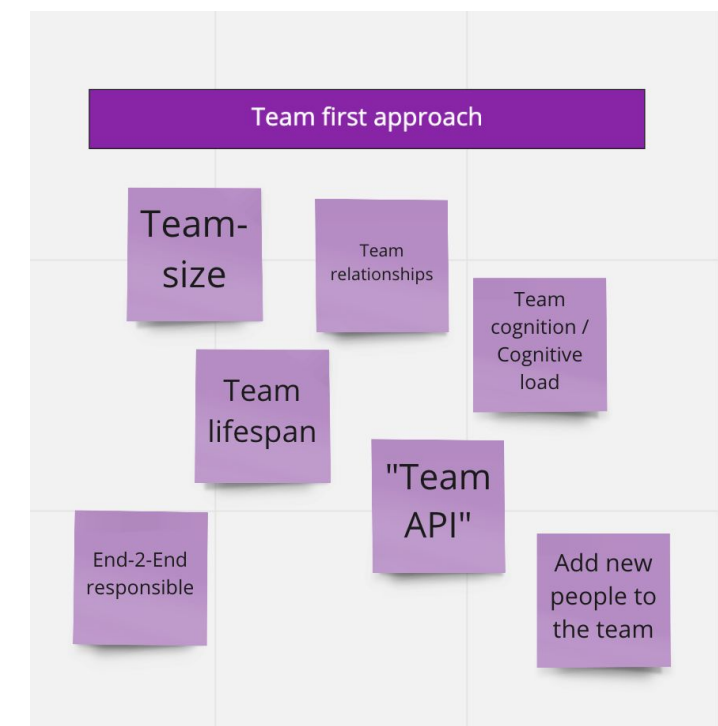 Team first approach
Team-
size
Team
relationships
Team
cognition /
Cognitive
load
Team
lifespan
"Team
API"
End-2-End
responsible
Add new
people to
the team